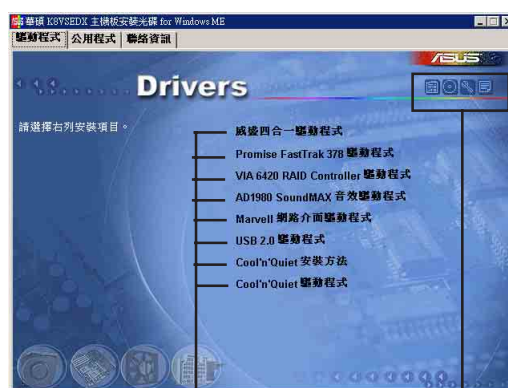 華碩 K8VSEDX 主機板安裝光碟 for Windows ME
驅動程式 公用程式 聯絡資訊
ASUS
Drivers
請選擇右列安裝項目。
威盛四合一驅動程式
Promise FastTrak 378 驅動程式
VIA 6420 RAID Controller 驅動程式
AD1980 SoundMAX 音效驅動程式
Marvell 網路介面驅動程式
USB 2.0 驅動程式
Cool'n'Quiet 安裝方法
Cool'n'Quiet 驅動程式